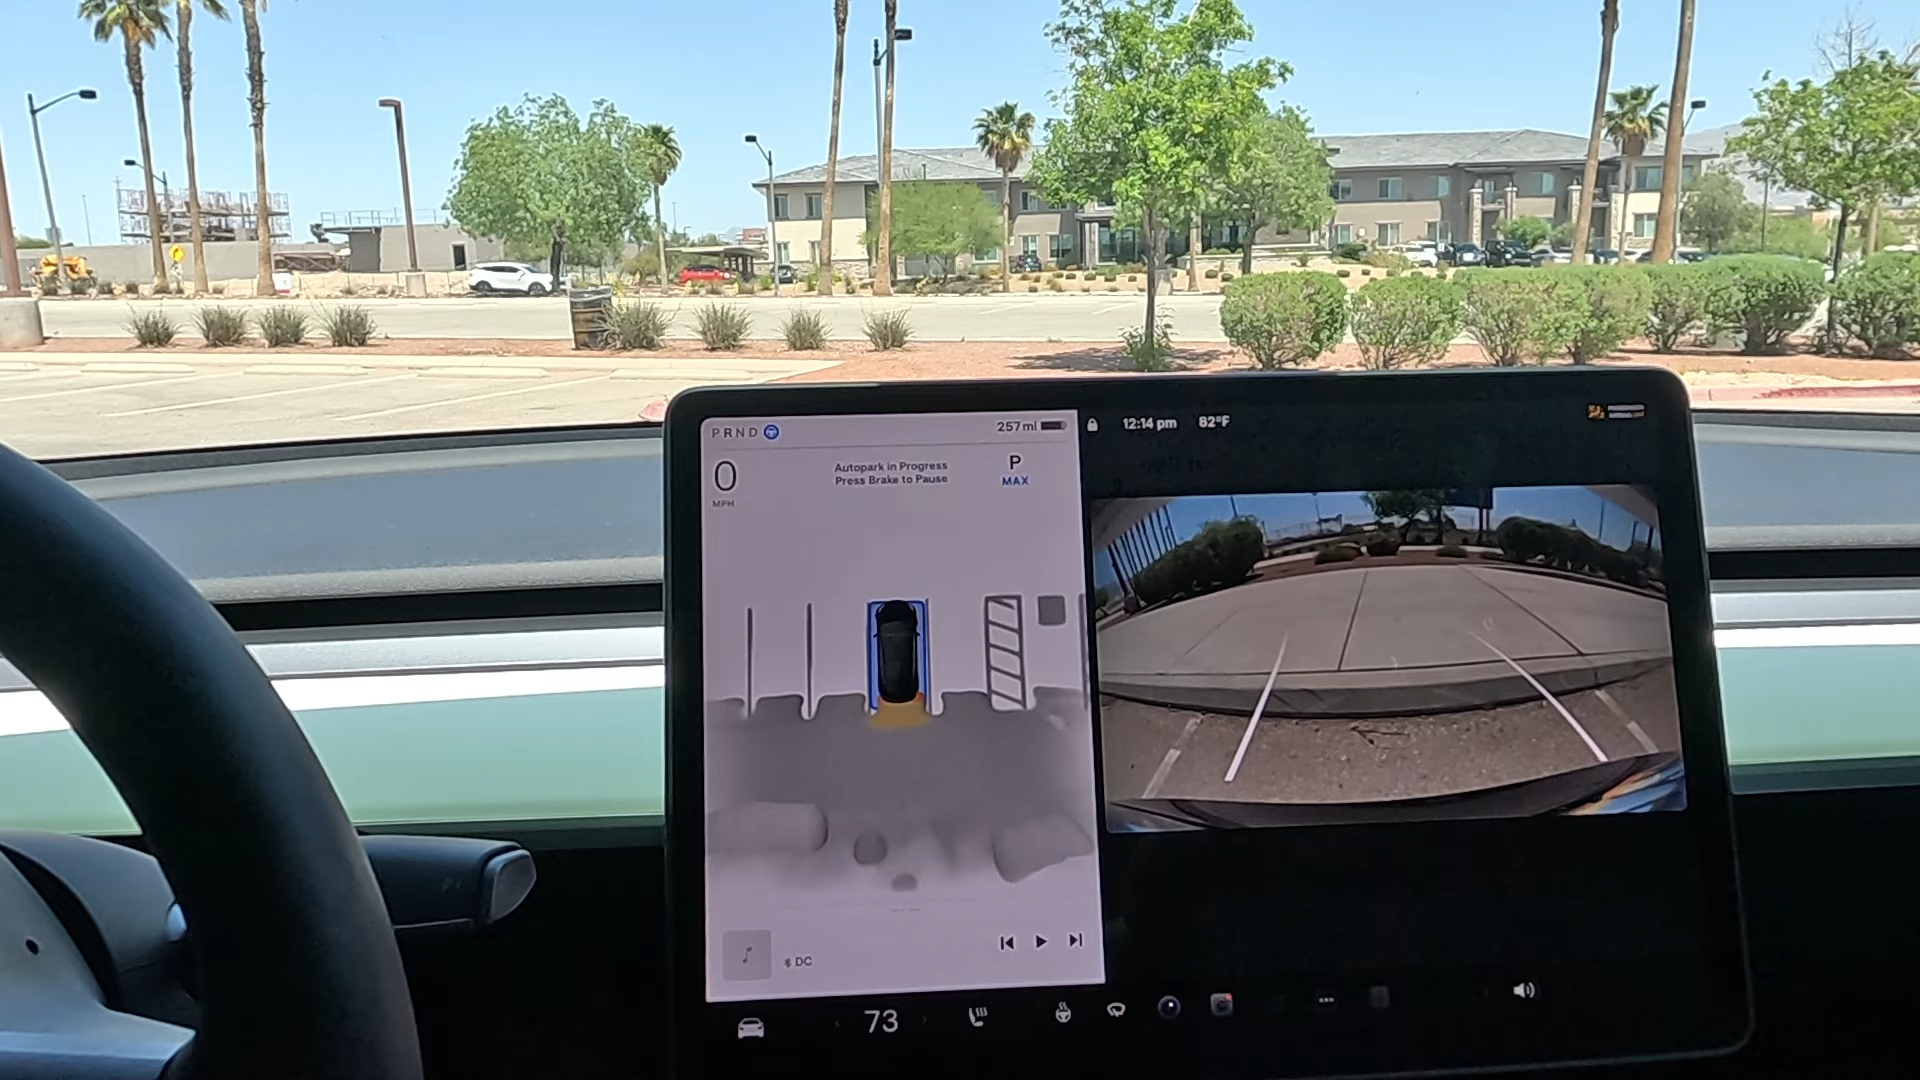 PRND
257mi
12:14 pm
82°F
0
MPH
Autopark in Progress
Press Brake to Pause
P
MAX
DC
73